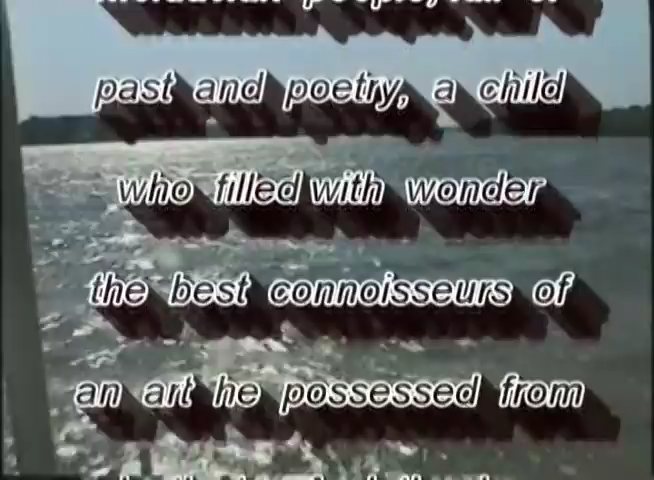 past and poetry, a child
who filled with wonder
the best connoisseurs of
an art he possessed from